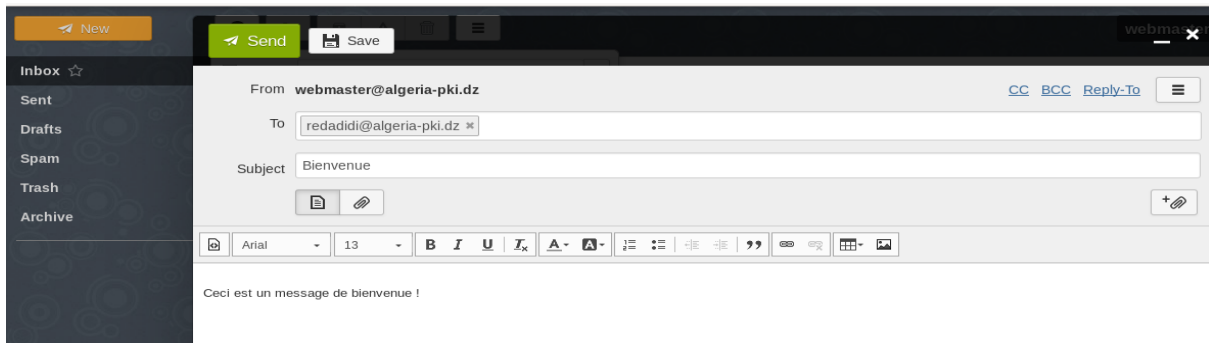 New
Send
Save
webmaster
Inbox
Sent
Drafts
Spam
Trash
Archive
From webmaster@algeria-pki.dz
CC BCC Reply-To
To redadidi@algeria-pki.dz
Subject Bienvenue
Arial 13 B I U Tx A A
Ceci est un message de bienvenue !